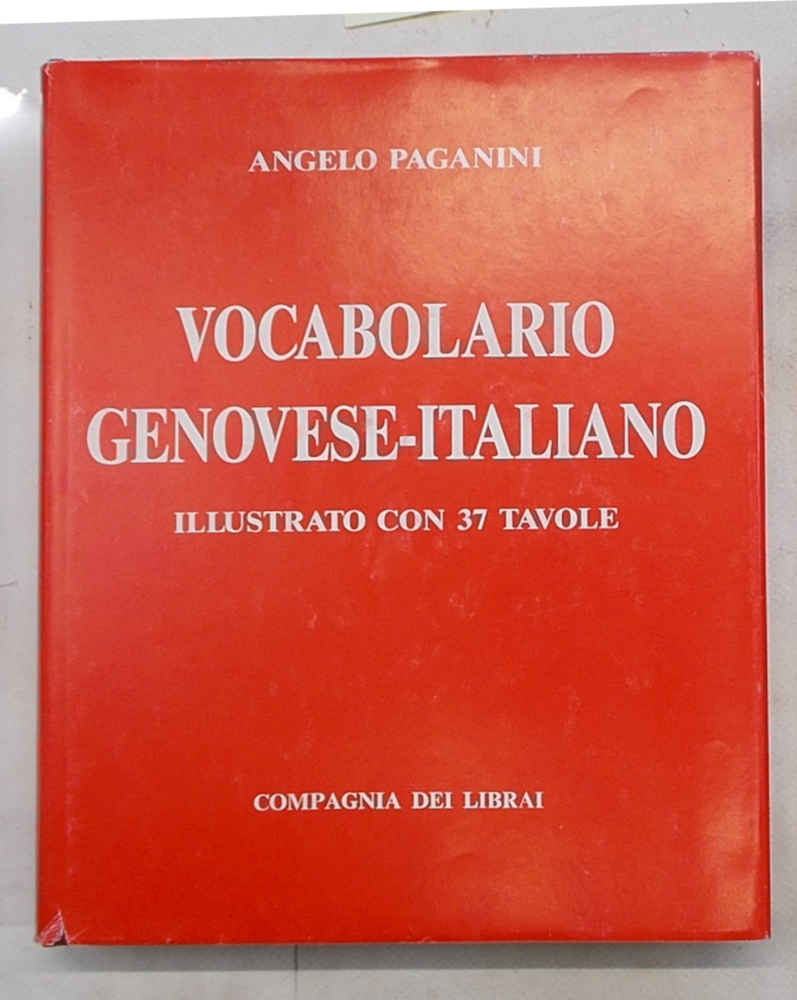 ANGELO PAGANINI
VOCABOLARIO
GENOVESE-ITALIANO
ILLUSTRATO CON 37 TAVOLE
COMPAGNIA DEI LIBRAI